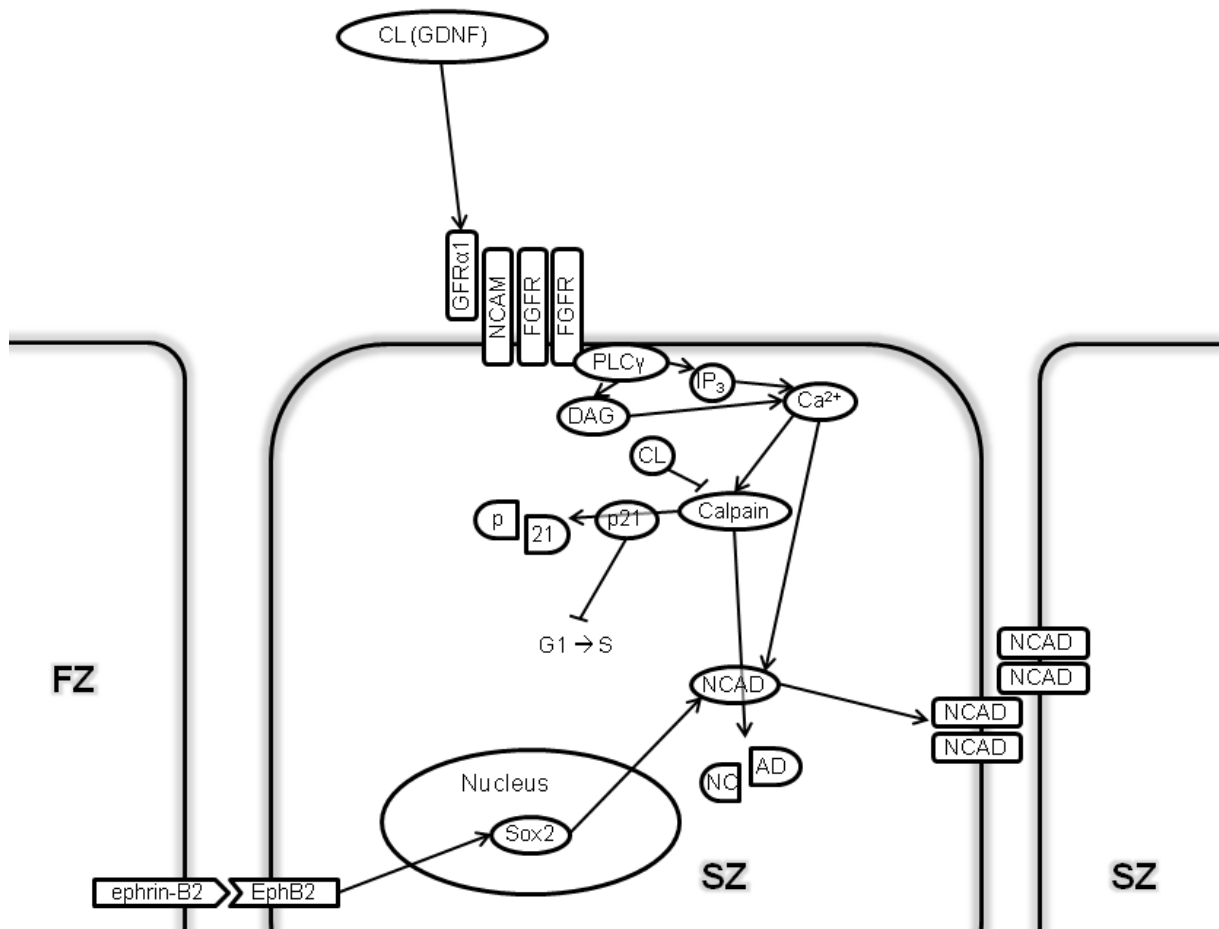 CL (GDNF)
GFRα1
NCAM
FGFR
FGFR
PLCγ
IP₃
Ca²⁺
DAG
CL
Calpain
p21
p
21
G1 → S
NCAD
NCAD
FZ
NCAD
NCAD
NCAD
AD
NC
Nucleus
Sox2
SZ
SZ
ephrin-B2
EphB2